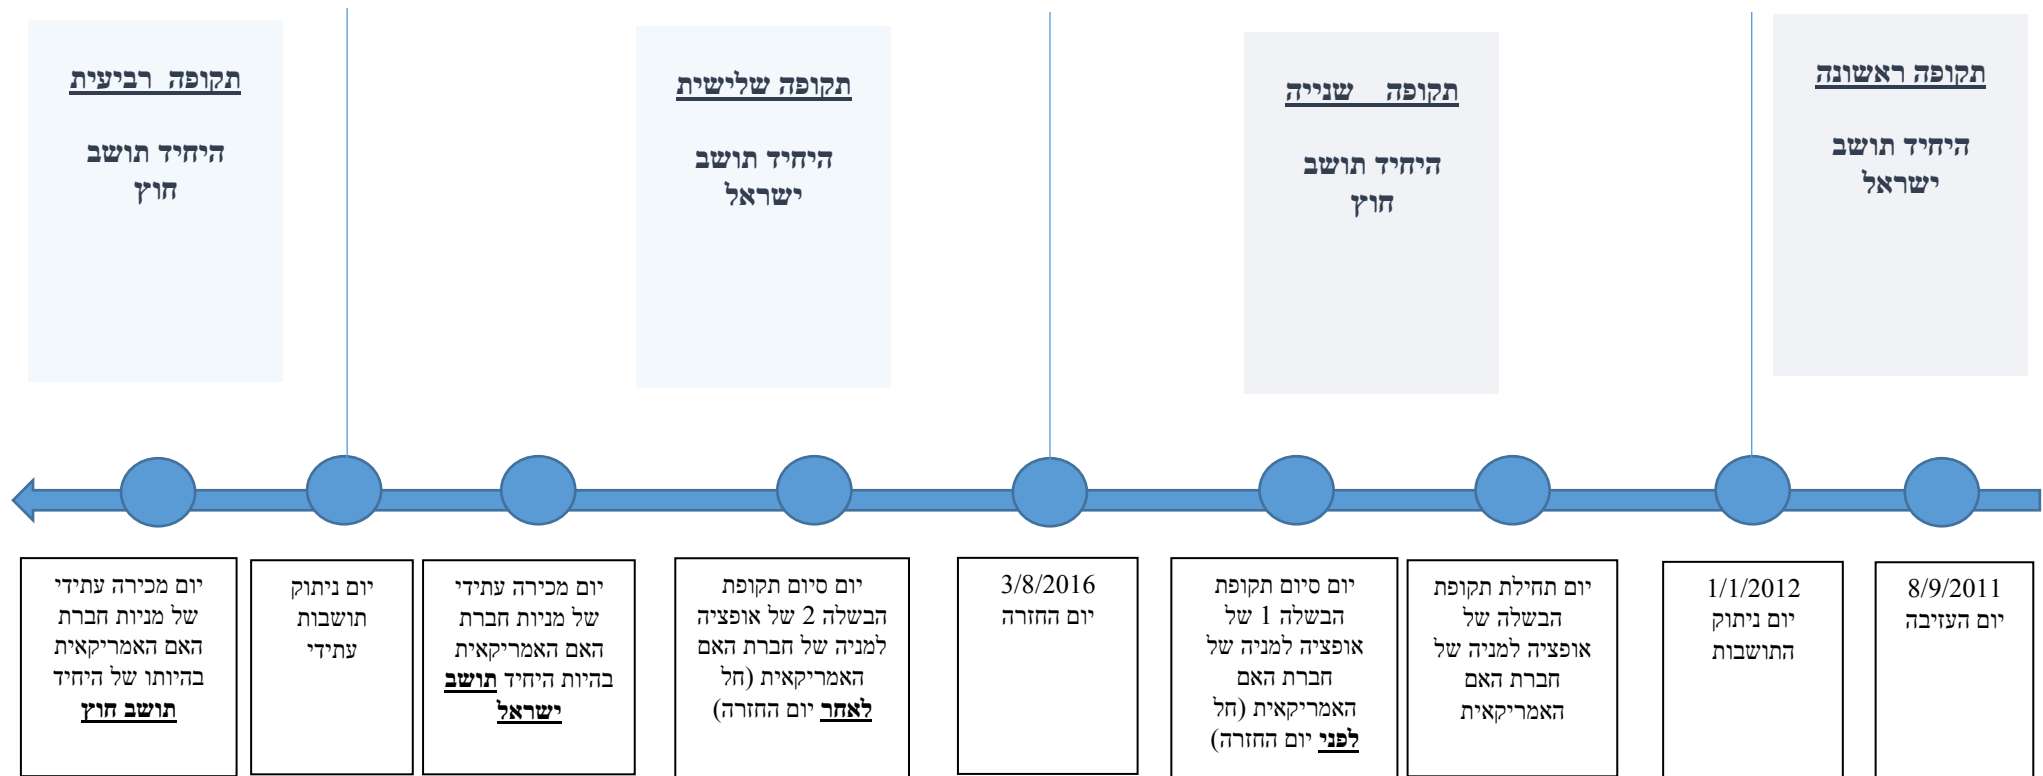 תקופה ראשונה
היחיד תושב
ישראל
תקופה שנייה
היחיד תושב
חוץ
תקופה שלישית
היחיד תושב
ישראל
תקופה רביעית
היחיד תושב
חוץ
8/9/2011
יום העזיבה
1/1/2012
יום ניתוק
התושבות
יום תחילת תקופת
הבשלה של
אופציה למניה של
חברת האם
האמריקאית
יום סיום תקופת
הבשלה 1 של
אופציה למניה של
חברת האם
האמריקאית (חל
לפני יום החזרה)
3/8/2016
יום החזרה
יום סיום תקופת
הבשלה 2 של אופציה
למניה של חברת האם
האמריקאית (חל
לאחר יום החזרה)
יום מכירה עתידי
של מניות חברת
האם האמריקאית
בהיות היחיד תושב
ישראל
יום ניתוק
תושבות
עתידי
יום מכירה עתידי
של מניות חברת
האם האמריקאית
בהיותו של היחיד
תושב חוץ